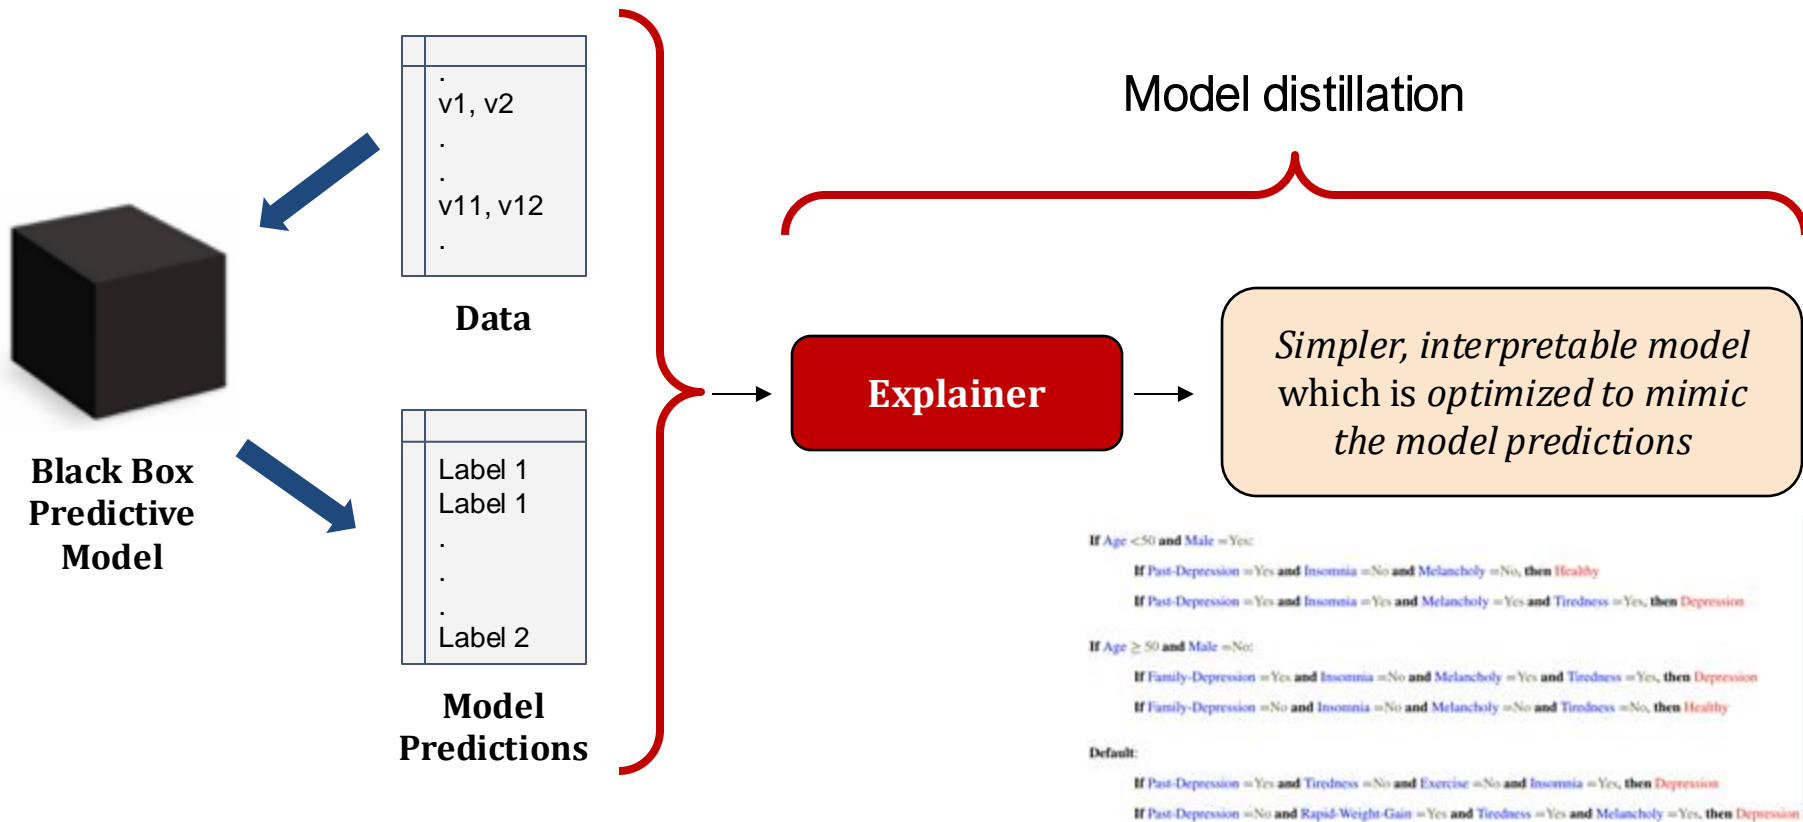 .
v1, v2
.
.
v11, v12
.
Data
Black Box
Predictive
Model
Label 1
Label 1
.
.
.
Label 2
Model
Predictions
Model distillation
Explainer
Simpler, interpretable model
which is optimized to mimic
the model predictions
If Age <50 and Male =Yes:
If Past-Depression =Yes and Insomnia =No and Melancholy =No, then Healthy
If Past-Depression =Yes and Insomnia =Yes and Melancholy =Yes and Tiredness =Yes, then Depression
If Age ≥ 50 and Male =No:
If Family-Depression =Yes and Insomnia =No and Melancholy =Yes and Tiredness =Yes, then Depression
If Family-Depression =No and Insomnia =No and Melancholy =No and Tiredness =No, then Healthy
Default:
If Past-Depression =Yes and Tiredness =No and Exercise =No and Insomnia =Yes, then Depression
If Past-Depression =No and Rapid-Weight-Gain =Yes and Tiredness =Yes and Melancholy =Yes, then Depression